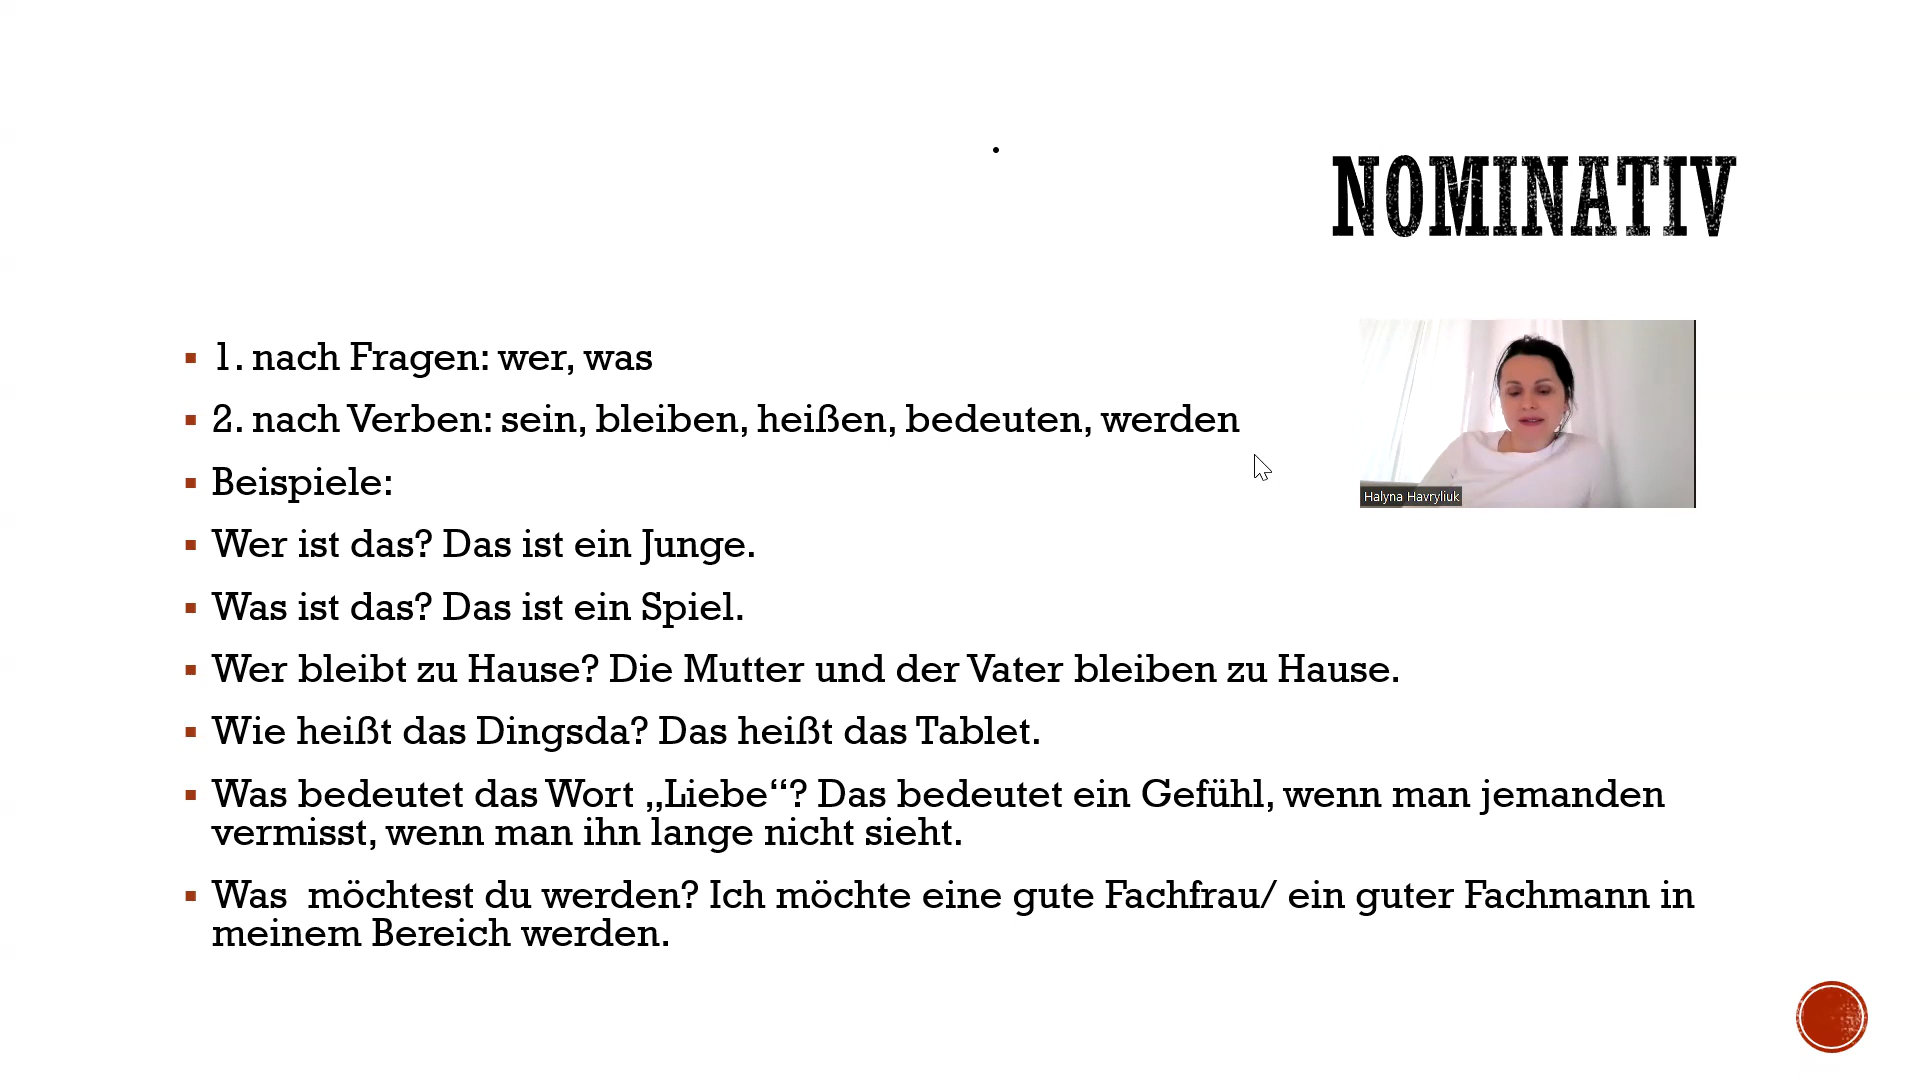 NOMINATIV
1. nach Fragen: wer, was
2. nach Verben: sein, bleiben, heißen, bedeuten, werden
Beispiele:
Wer ist das? Das ist ein Junge.
Was ist das? Das ist ein Spiel.
Wer bleibt zu Hause? Die Mutter und der Vater bleiben zu Hause.
Wie heißt das Dingsda? Das heißt das Tablet.
Was bedeutet das Wort „Liebe“? Das bedeutet ein Gefühl, wenn man jemanden
vermisst, wenn man ihn lange nicht sieht.
Was möchtest du werden? Ich möchte eine gute Fachfrau/ ein guter Fachmann in
meinem Bereich werden.
Halyna Havryliuk